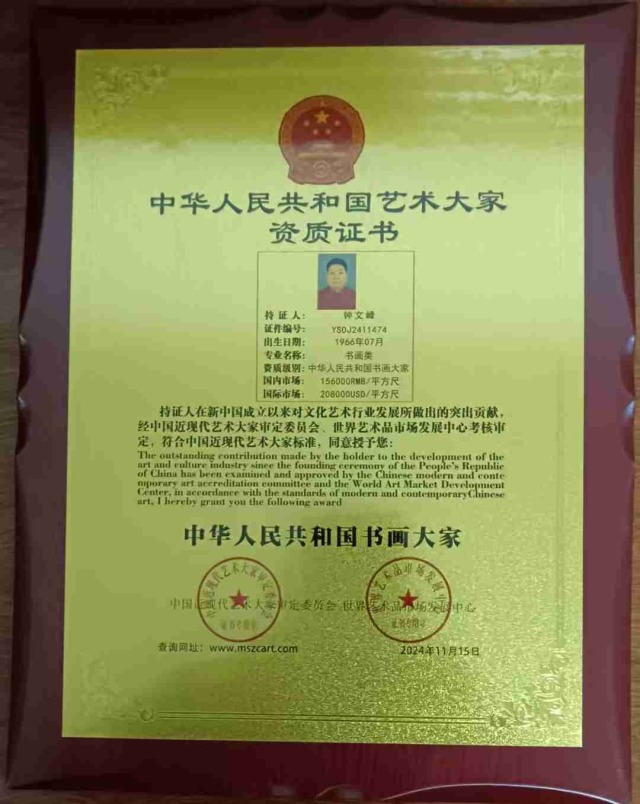 中华人民共和国艺术大家
资质证书
持 证 人: 钟文峰
证件编号: YSDJ2411474
出生日期: 1966年07月
专业名称: 书画类
资质级别: 中华人民共和国书画大家
国内市场: 156000RMB/平方尺
国际市场: 208000USD/平方尺
持证人在新中国成立以来对文化艺术行业发展所做出的突出贡献,
经中国近现代艺术大家审定委员会、世界艺术品市场发展中心考核审
定, 符合中国近现代艺术大家标准, 同意授予您:
The outstanding contribution made by the holder to the development of the
art and culture industry since the founding ceremony of the People's Republic
of China has been examined and approved by the Chinese modern and conte
mporary art accreditation committee and the World Art Market Development
Center, in accordance with the standards of modern and contemporaryChinese
art, I hereby grant you the following award
中华人民共和国书画大家
中国近现代艺术大家审定委员会 世界艺术品市场发展中心
查询网址: www.mszcart.com 2024年11月15日